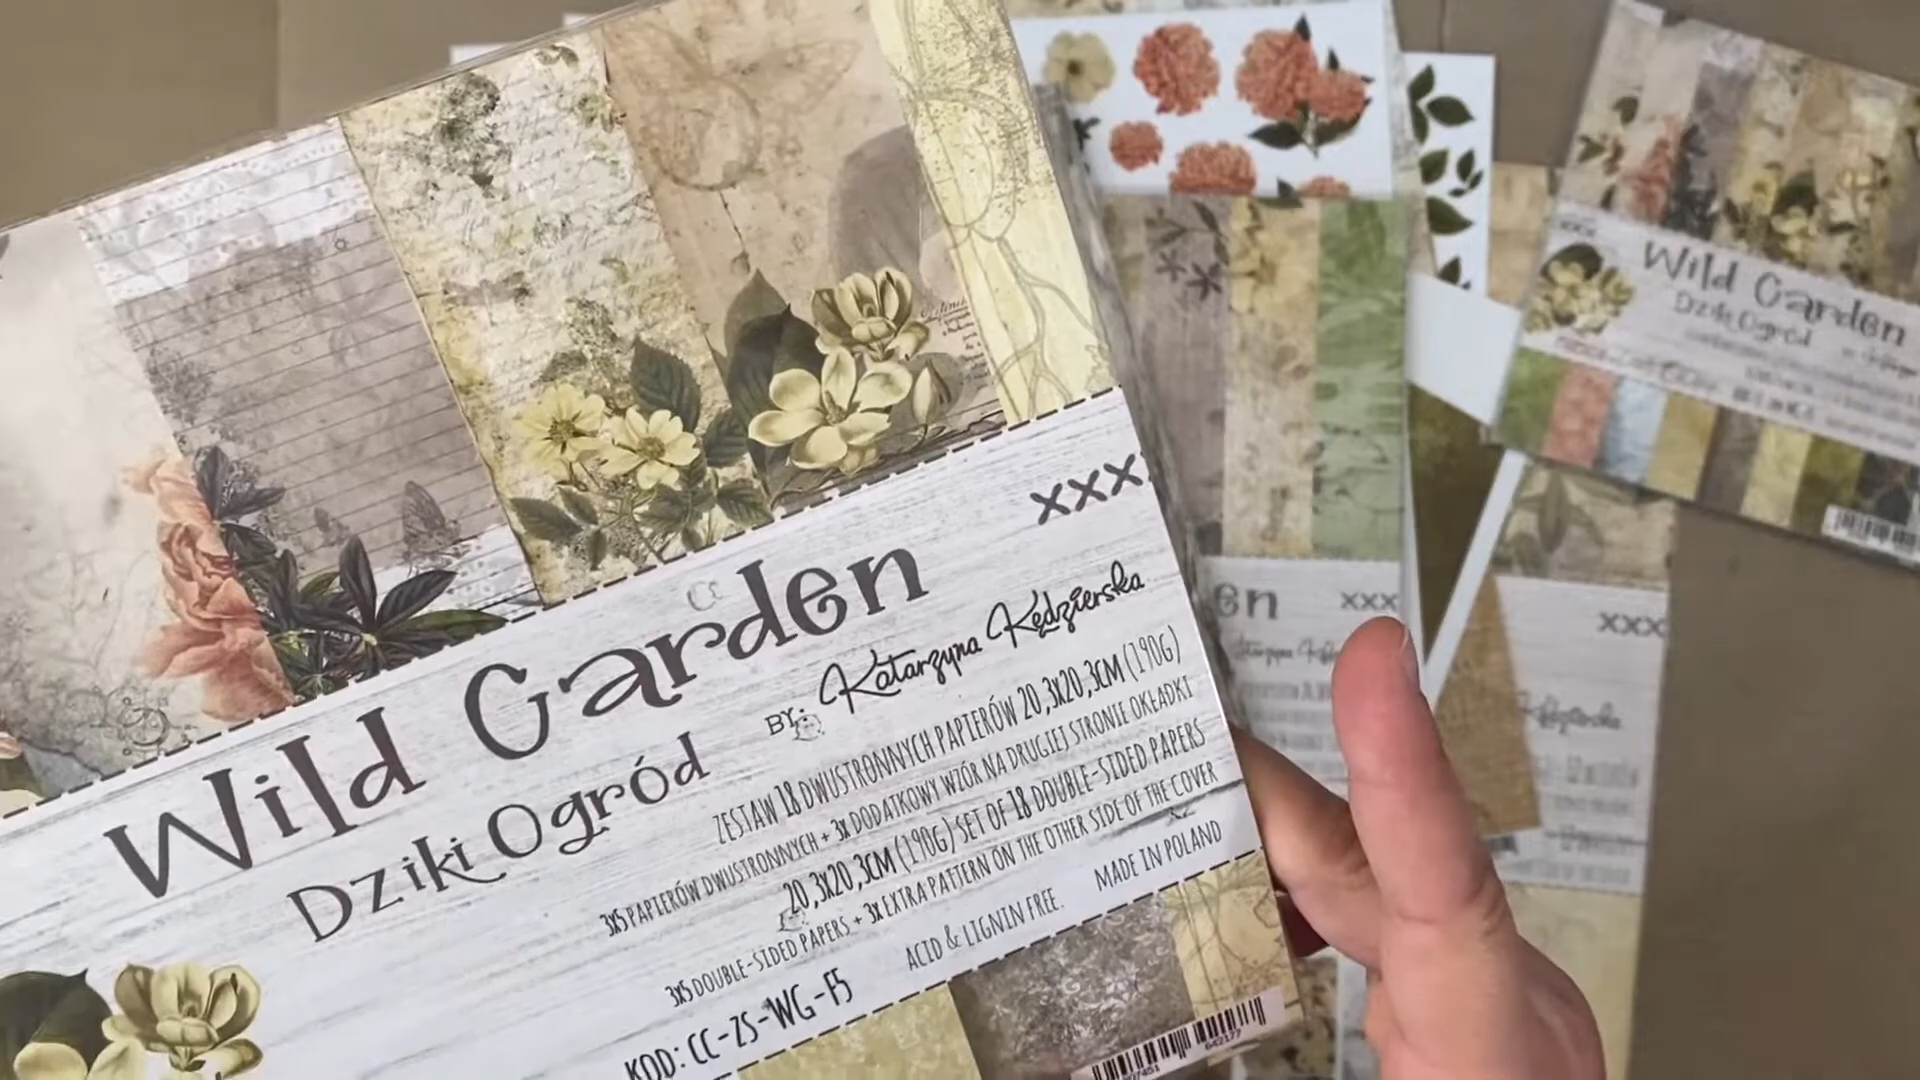 XXX
Wild Garden
Dziki Ogród
BY: Katarzyna Kędzierska
ZESTAW 18 DWUSTRONNYCH PAPIERÓW 20,3X20,3CM (190G)
3X5 PAPIERÓW DWUSTRONNYCH + 3X DODATKOWY WZÓR NA DRUGIEJ STRONIE OKŁADKI
20,3X20,3CM (190G) SET OF 18 DOUBLE-SIDED PAPERS
3X5 DOUBLE-SIDED PAPERS + 3X EXTRA PATTERN ON THE OTHER SIDE OF THE COVER
ACID & LIGNIN FREE. MADE IN POLAND
KOD: CC-ZS-WG-F5
642177
Wild Garden
Dziki Ogród
en
XXX
XXX